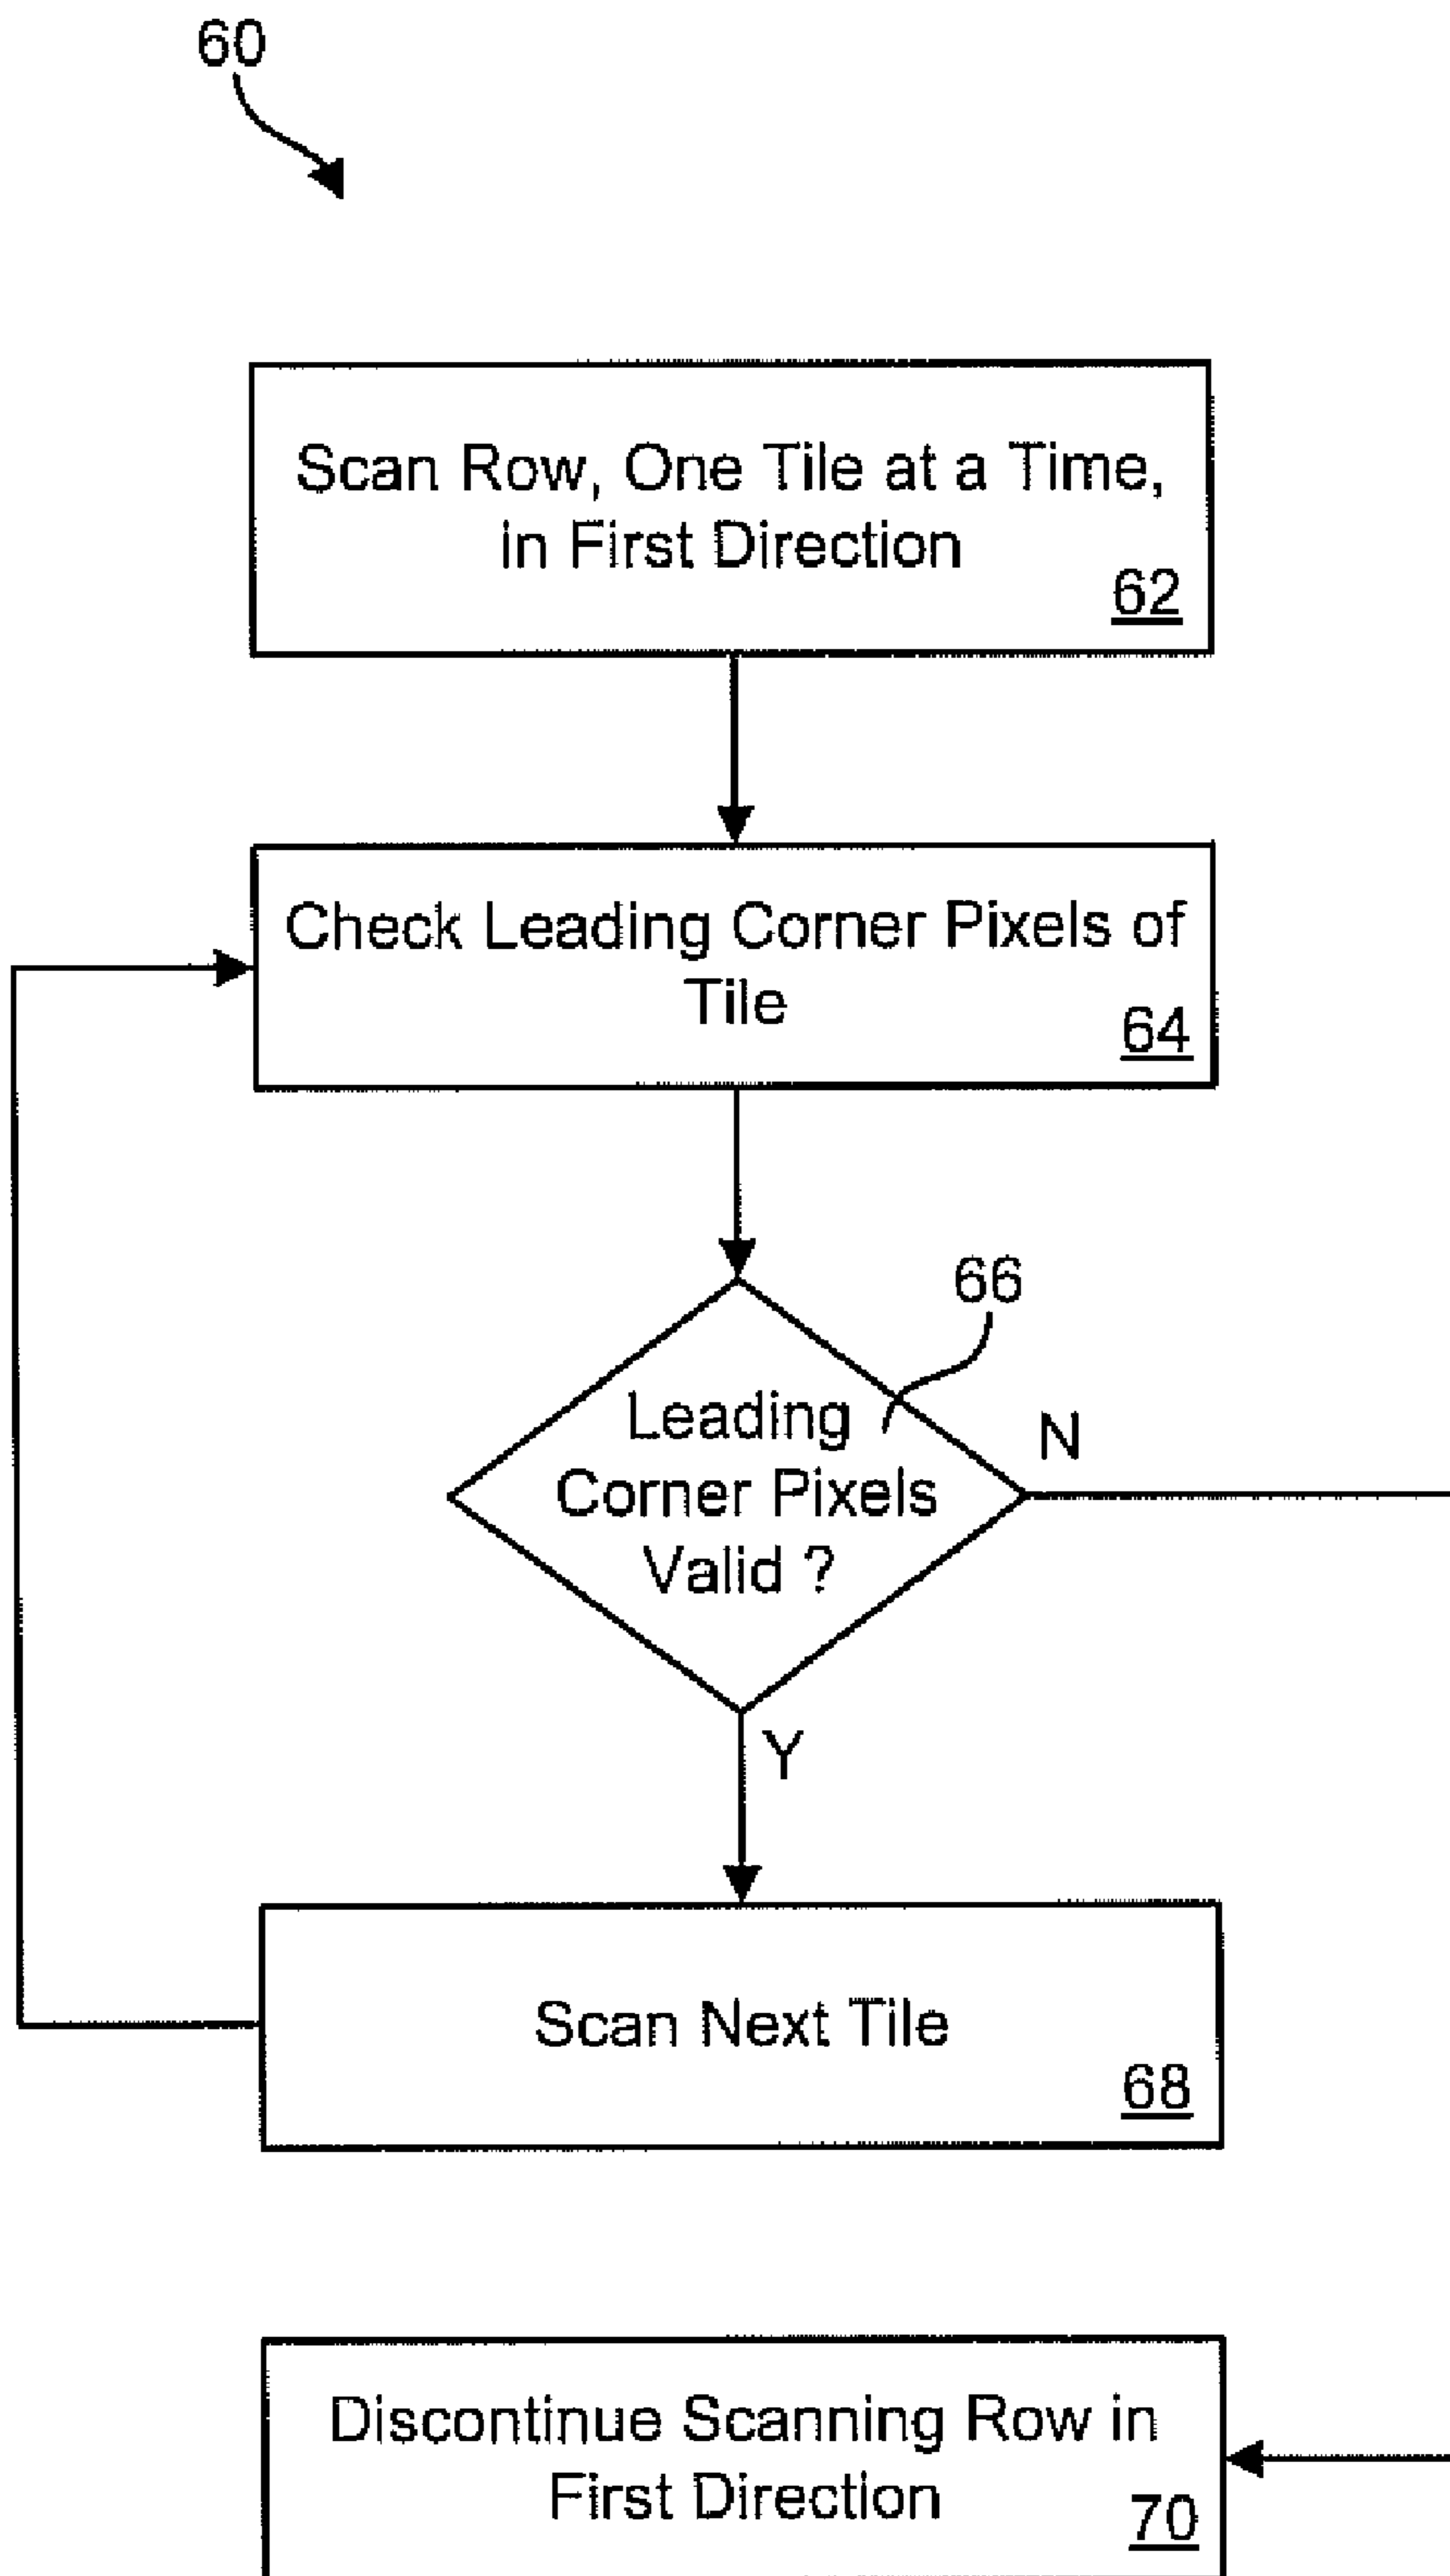 60
Scan Row, One Tile at a Time,
in First Direction
62
Check Leading Corner Pixels of
Tile
64
66
Leading
Corner Pixels
Valid ?
N
Y
Scan Next Tile
68
Discontinue Scanning Row in
First Direction
70